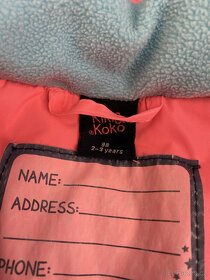 Kiki
& Koko
98
2-3 years
NAME:
ADDRESS:
PHONE: